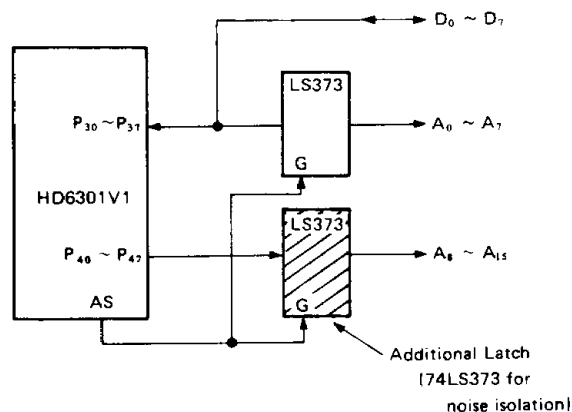 D₀ ~ D₇
LS373
P₃₀ ~ P₃₇
A₀ ~ A₇
G
HD6301V1
LS373
P₄₀ ~ P₄₇
A₈ ~ A₁₅
AS
G
Additional Latch
(74LS373 for
noise isolation)